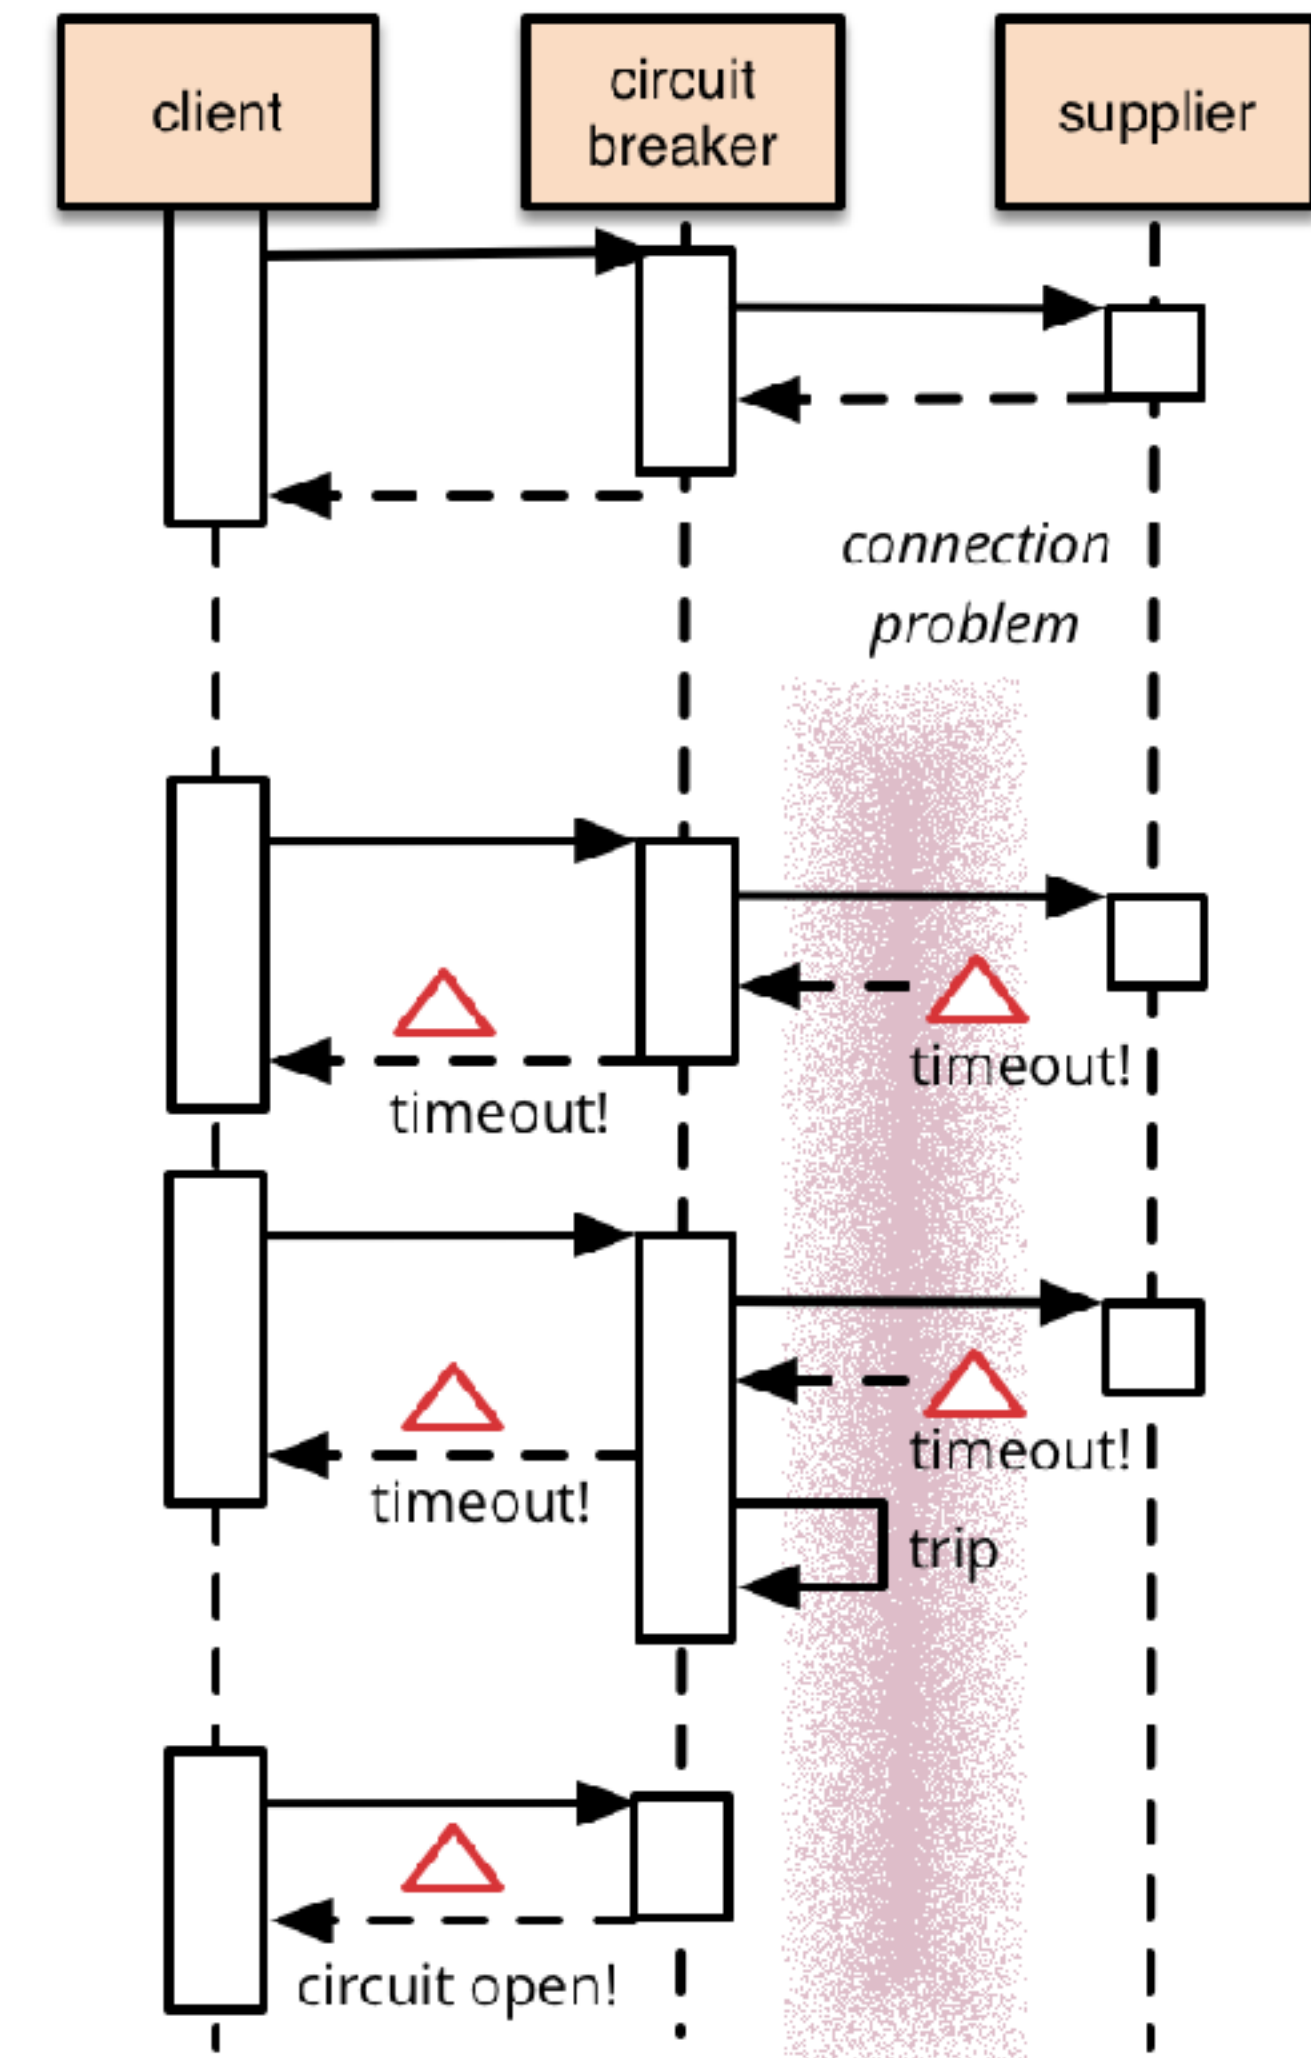 client
circuit
breaker
supplier
connection
problem
timeout!
timeout!
timeout!
timeout!
trip
circuit open!